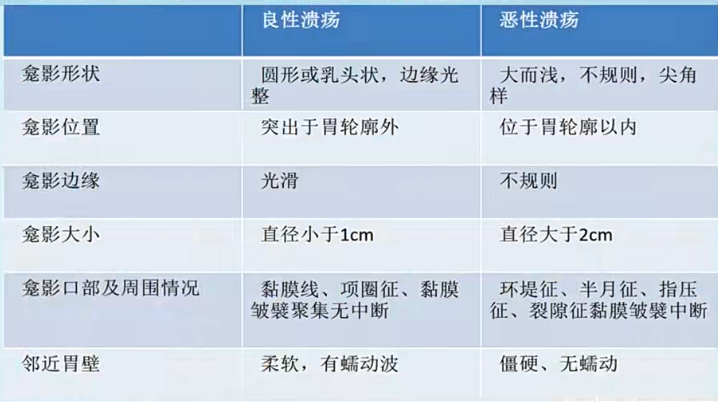 良性溃疡 恶性溃疡
龛影形状 圆形或乳头状，边缘光整 大而浅，不规则，尖角样
龛影位置 突出于胃轮廓外 位于胃轮廓以内
龛影边缘 光滑 不规则
龛影大小 直径小于1cm 直径大于2cm
龛影口部及周围情况 黏膜线、项圈征、黏膜皱襞聚集无中断 环堤征、半月征、指压征、裂隙征黏膜皱襞中断
邻近胃壁 柔软，有蠕动波 僵硬、无蠕动